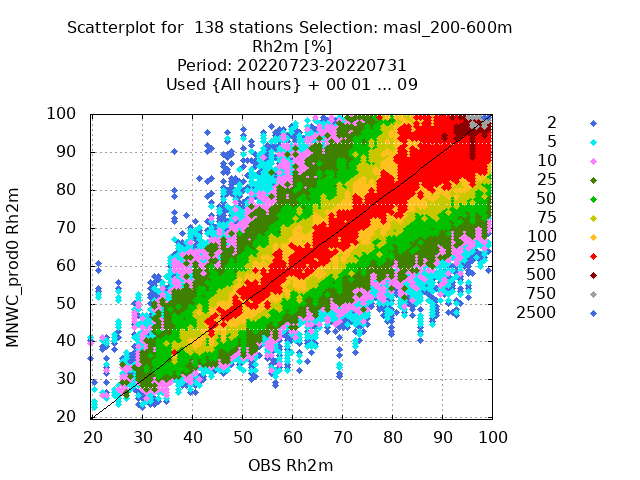 Scatterplot for  138 stations Selection: masl_200-600m
Rh2m [%]
Period: 20220723-20220731
Used {All hours} + 00 01 ... 09
100
90
80
70
60
50
40
30
20
MNWC_prod0 Rh2m
20 30 40 50 60 70 80 90 100
OBS Rh2m
2
5
10
25
50
75
100
250
500
750
2500